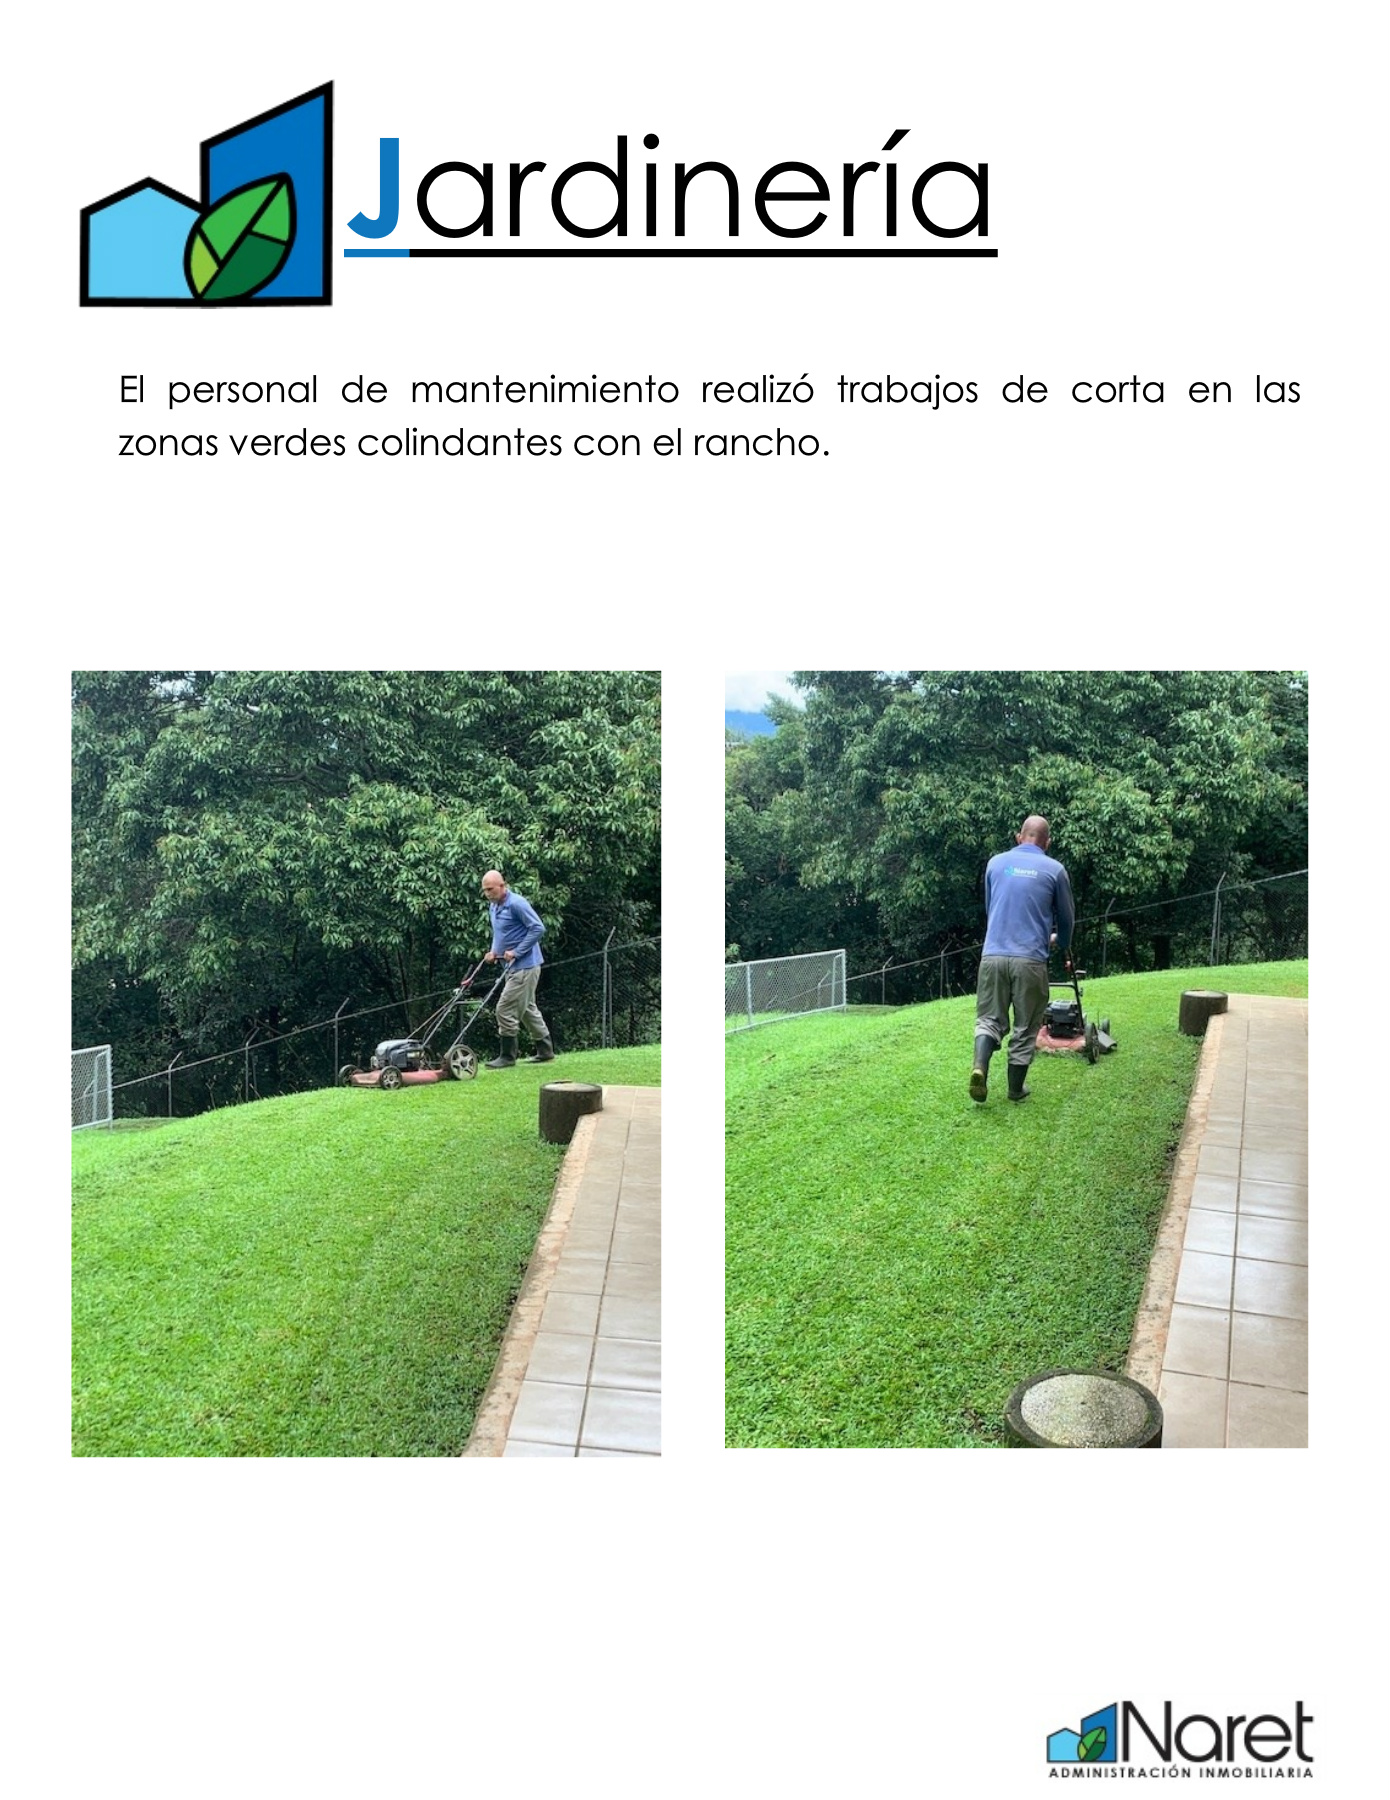 Jardinería
El personal de mantenimiento realizó trabajos de corta en las
zonas verdes colindantes con el rancho.
Naret
Naret
ADMINISTRACIÓN INMOBILIARIA